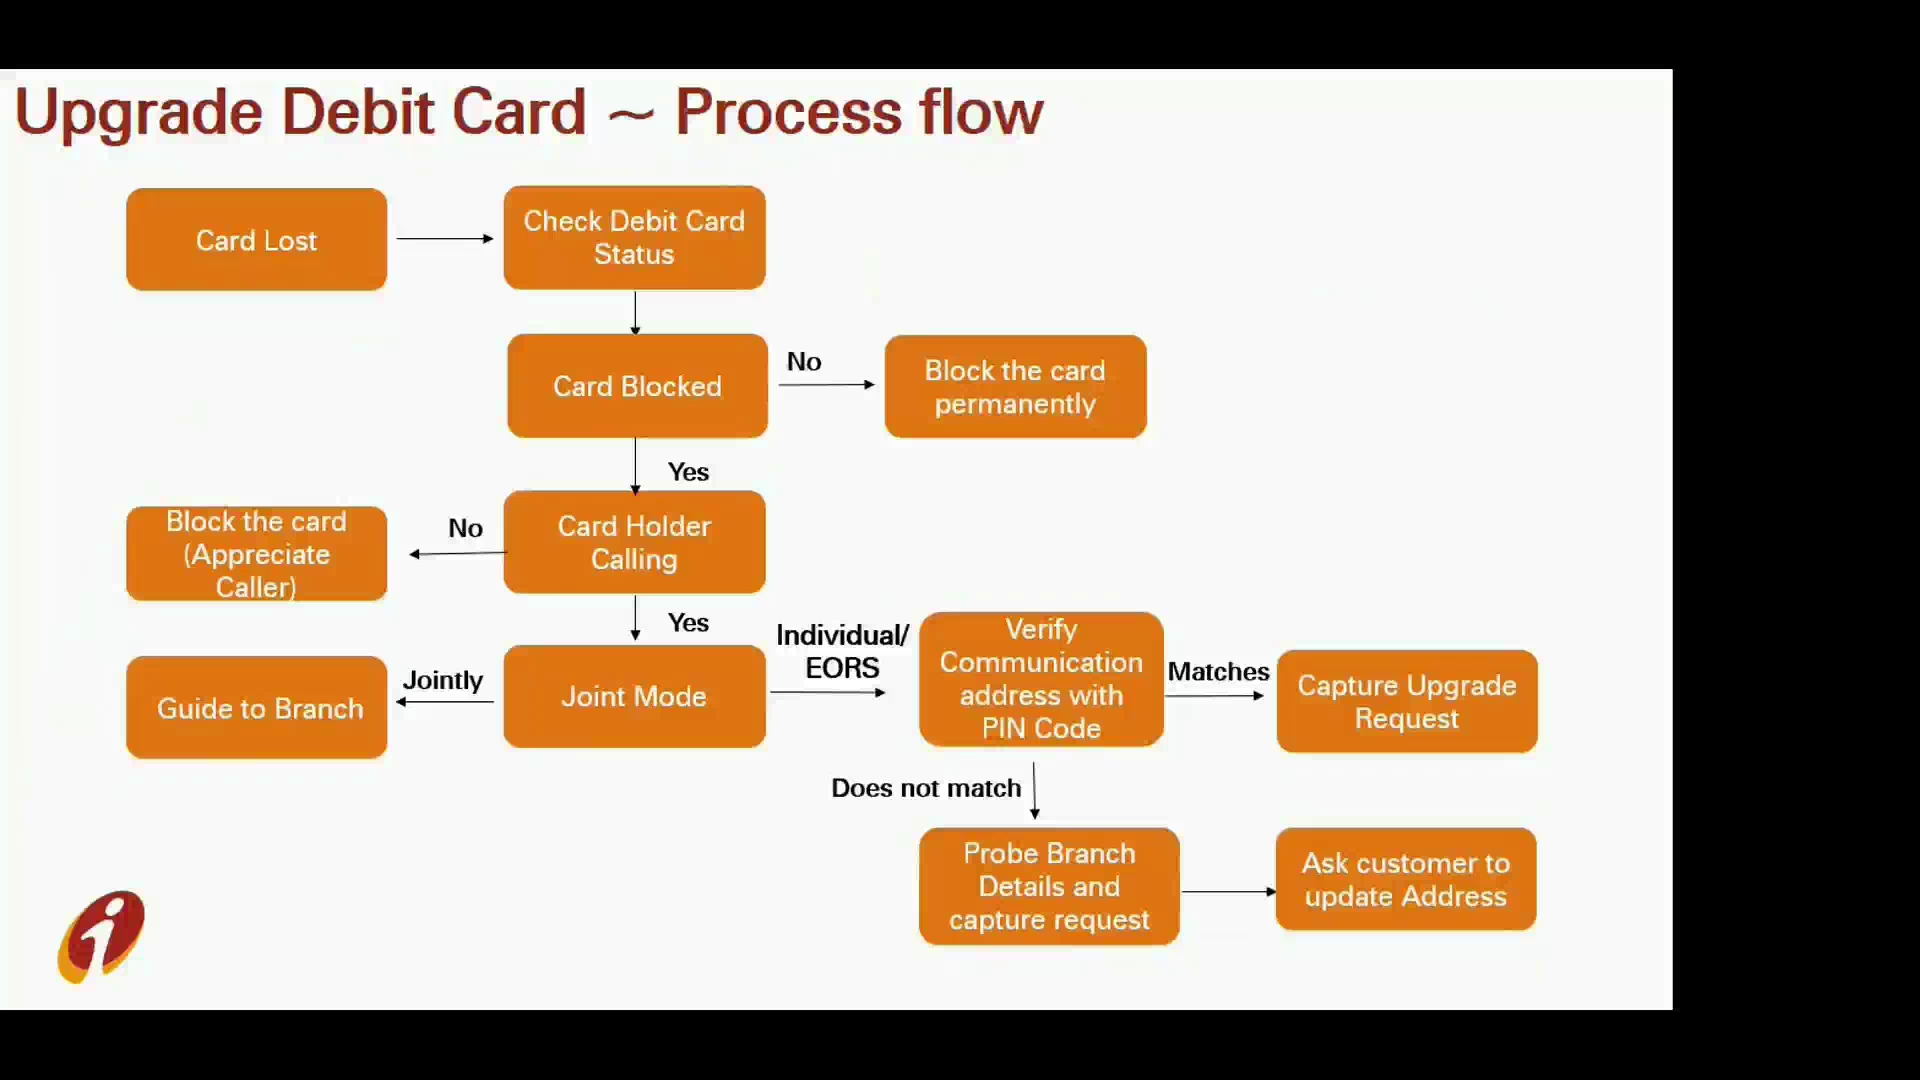 Upgrade Debit Card ~ Process flow
Card Lost
Check Debit Card
Status
Card Blocked
No
Block the card
permanently
Yes
Block the card
(Appreciate
Caller)
No
Card Holder
Calling
Yes
Guide to Branch
Jointly
Joint Mode
Individual/
EORS
Verify
Communication
address with
PIN Code
Matches
Capture Upgrade
Request
Does not match
Probe Branch
Details and
capture request
Ask customer to
update Address